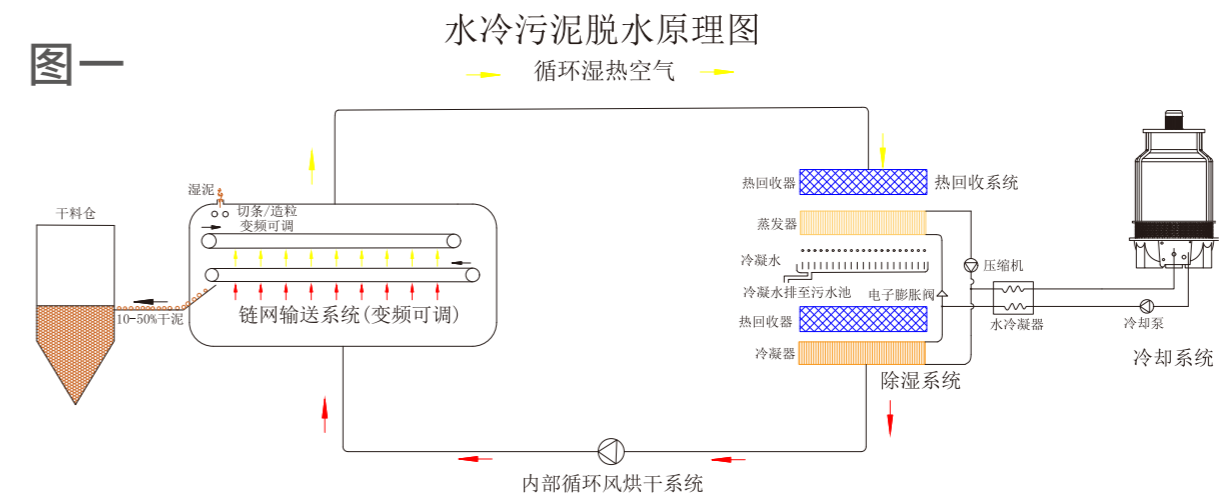 水冷污泥脱水原理图
图一
循环湿热空气
湿泥
切条/造粒
变频可调
干料仓
10-50%干泥
链网输送系统(变频可调)
热回收器
热回收系统
蒸发器
冷凝水
冷凝水排至污水池
电子膨胀阀
压缩机
热回收器
水冷凝器
冷却泵
冷凝器
冷却系统
除湿系统
内部循环风烘干系统